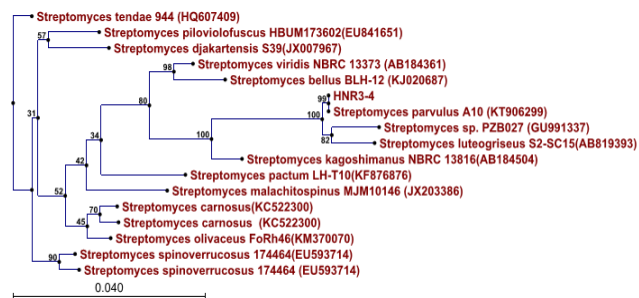 Streptomyces tendae 944 (HQ607409)
Streptomyces piloviolofuscus HBUM173602(EU841651)
57
Streptomyces djakartensis S39(JX007967)
Streptomyces viridis NBRC 13373 (AB184361)
98
Streptomyces bellus BLH-12 (KJ020687)
HNR3-4
99
80
31
Streptomyces parvulus A10 (KT906299)
100
Streptomyces sp. PZB027 (GU991337)
34
100
82
Streptomyces luteogriseus S2-SC15(AB819393)
Streptomyces kagoshimanus NBRC 13816(AB184504)
42
Streptomyces pactum LH-T10(KF876876)
52
Streptomyces malachitospinus MJM10146 (JX203386)
Streptomyces carnosus(KC522300)
70
Streptomyces carnosus (KC522300)
45
Streptomyces olivaceus FoRh46(KM370070)
Streptomyces spinoverrucosus 174464(EU593714)
90
Streptomyces spinoverrucosus 174464 (EU593714)
0.040